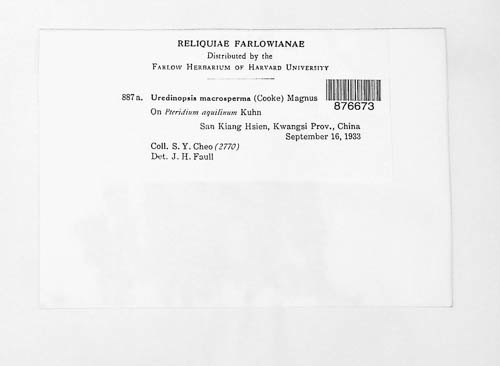 RELIQUIAE FARLOWIANAE
Distributed by the
FARLOW HERBARIUM OF HARVARD UNIVERSITY
887a. Uredinopsis macrosperma (Cooke) Magnus
On Pteridium aquilinum Kuhn
876673
San Kiang Hsien, Kwangsi Prov., China
September 16, 1933
Coll. S. Y. Cheo (2770)
Det. J. H. Faull